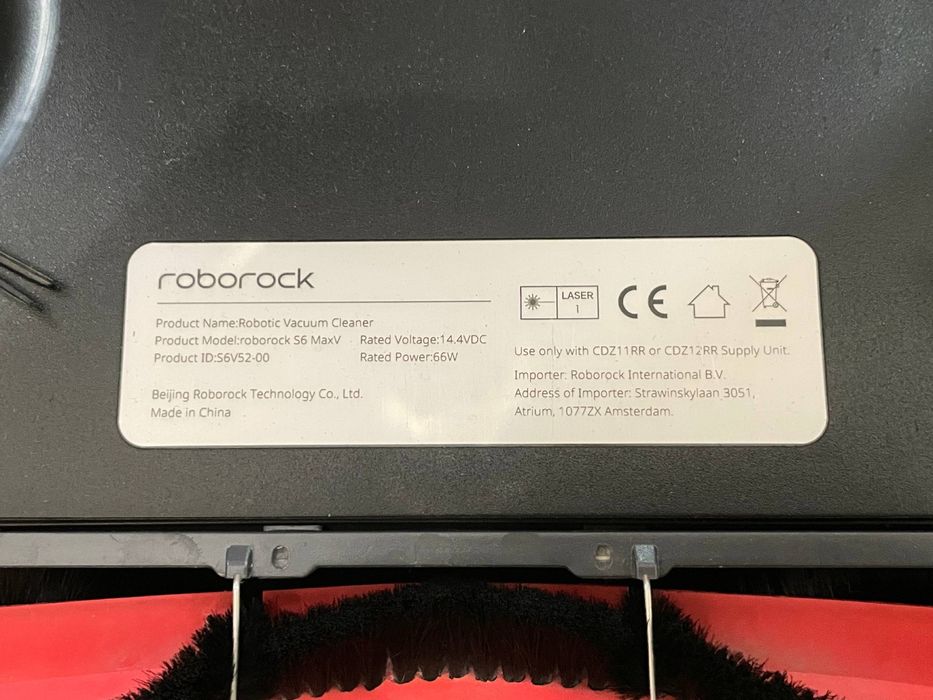 roborock
Product Name:Robotic Vacuum Cleaner
Product Model:roborock S6 MaxV Rated Voltage:14.4VDC
Product ID:S6V52-00 Rated Power:66W
Beijing Roborock Technology Co., Ltd.
Made in China
LASER
1
CE
Use only with CDZ11RR or CDZ12RR Supply Unit.
Importer: Roborock International B.V.
Address of Importer: Strawinskylaan 3051,
Atrium, 1077ZX Amsterdam.